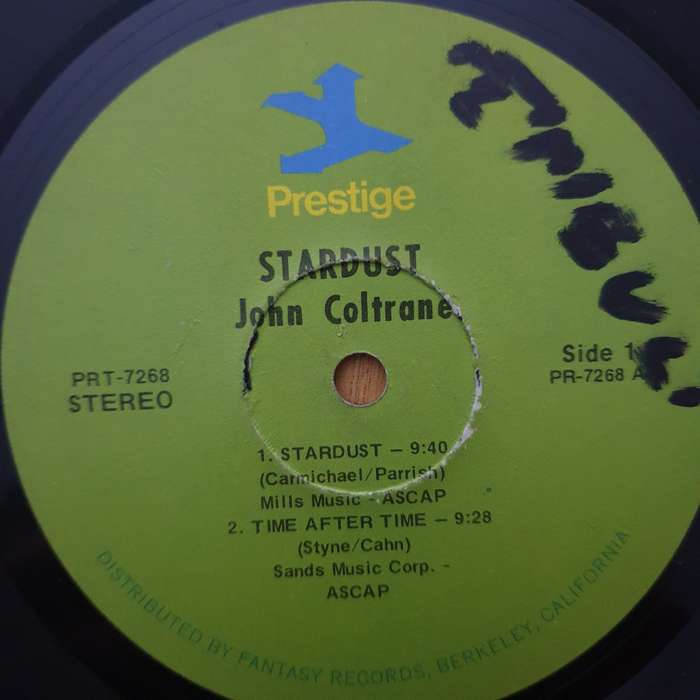 Prestige
STARDUST
John Coltrane
PRT-7268
STEREO
Side 1
PR-7268 A
1. STARDUST — 9:40
(Carmichael/Parrish)
Mills Music - ASCAP
2. TIME AFTER TIME — 9:28
(Styne/Cahn)
Sands Music Corp. -
ASCAP
DISTRIBUTED BY FANTASY RECORDS, BERKELEY, CALIFORNIA